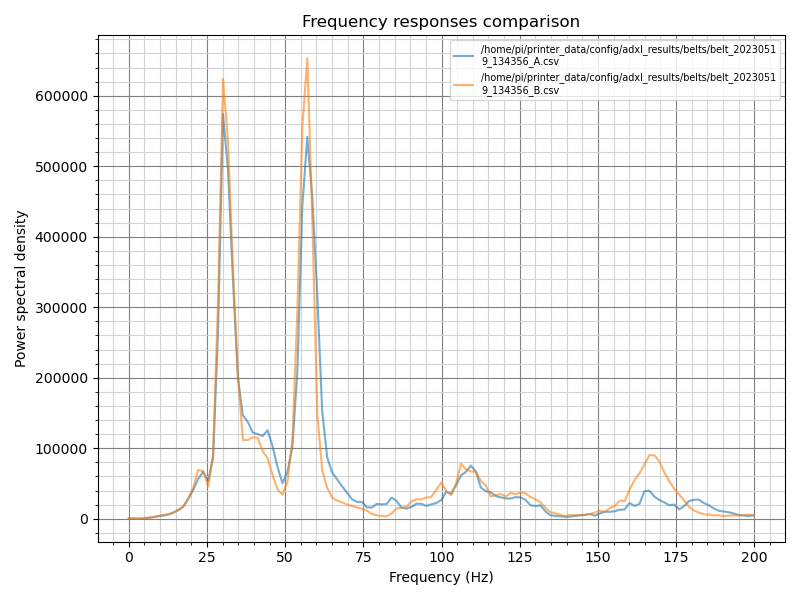 Frequency responses comparison
/home/pi/printer_data/config/adxl_results/belts/belt_2023051
9_134356_A.csv
/home/pi/printer_data/config/adxl_results/belts/belt_2023051
9_134356_B.csv
Power spectral density
600000
500000
400000
300000
200000
100000
0
0 25 50 75 100 125 150 175 200
Frequency (Hz)